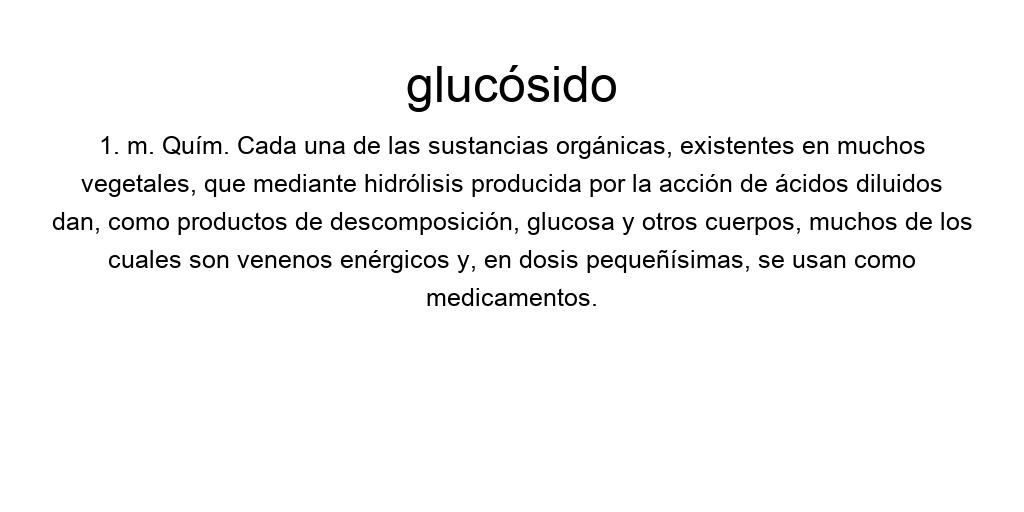 glucósido
1. m. Quím. Cada una de las sustancias orgánicas, existentes en muchos
vegetales, que mediante hidrólisis producida por la acción de ácidos diluidos
dan, como productos de descomposición, glucosa y otros cuerpos, muchos de los
cuales son venenos enérgicos y, en dosis pequeñísimas, se usan como
medicamentos.